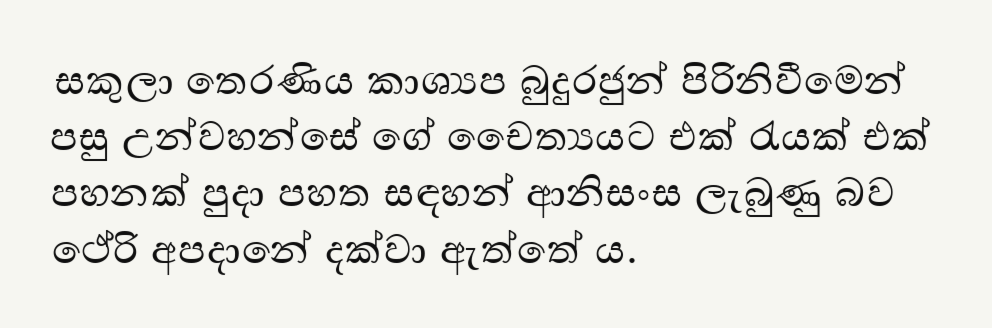 සකුලා තෙරණිය කාශ්‍යප බුදුරජුන් පිරිනිවීමෙන්
පසු උන්වහන්සේ ගේ චෛත්‍යයට එක් රැයක් එක්
පහනක් පුදා පහත සඳහන් ආනිසංස ලැබුණු බව
ථේරි අපදානේ දක්වා ඇත්තේ ය.